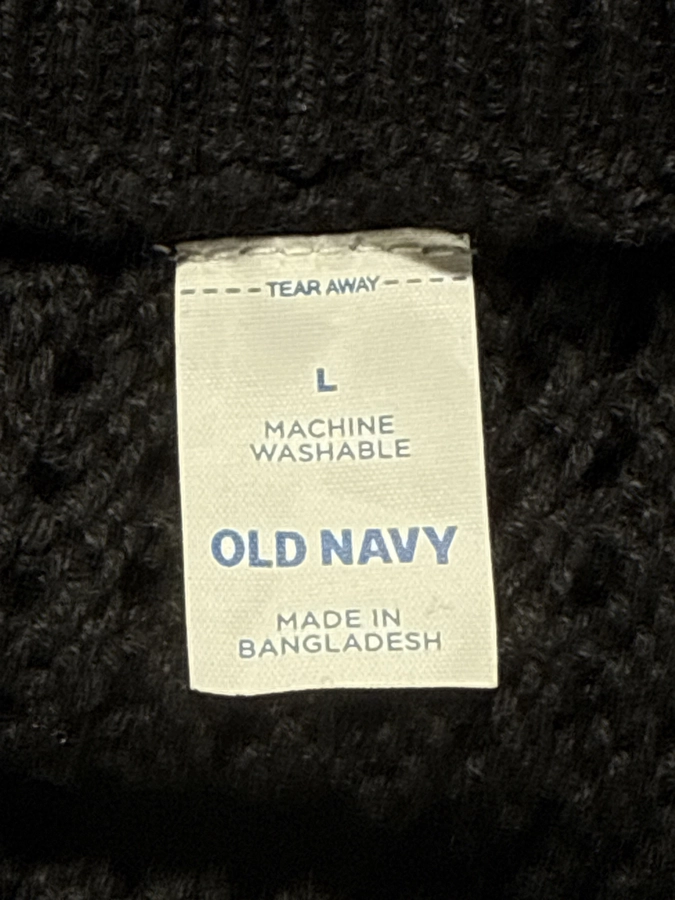 TEAR AWAY
L
MACHINE
WASHABLE
OLD NAVY
MADE IN
BANGLADESH